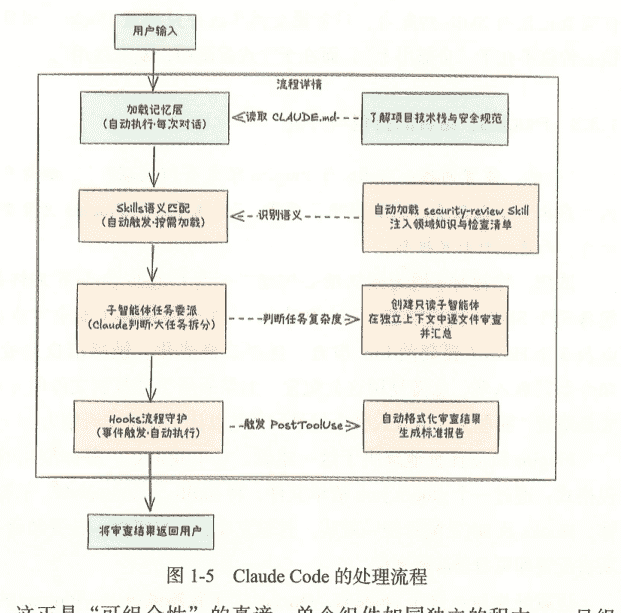 用户输入
流程详情
加载记忆层
(自动执行·每次对话)
读取 CLAUDE.md
了解项目技术栈与安全规范
Skills语义匹配
(自动触发·按需加载)
识别语义
自动加载 security-review Skill
注入领域知识与检查清单
子智能体任务委派
(Claude判断·大任务拆分)
判断任务复杂度
创建只读子智能体
在独立上下文中逐文件审查
并汇总
Hooks流程守护
(事件触发·自动执行)
触发 PostToolUse
自动格式化审查结果
生成标准报告
将审查结果返回用户
图 1-5 Claude Code 的处理流程